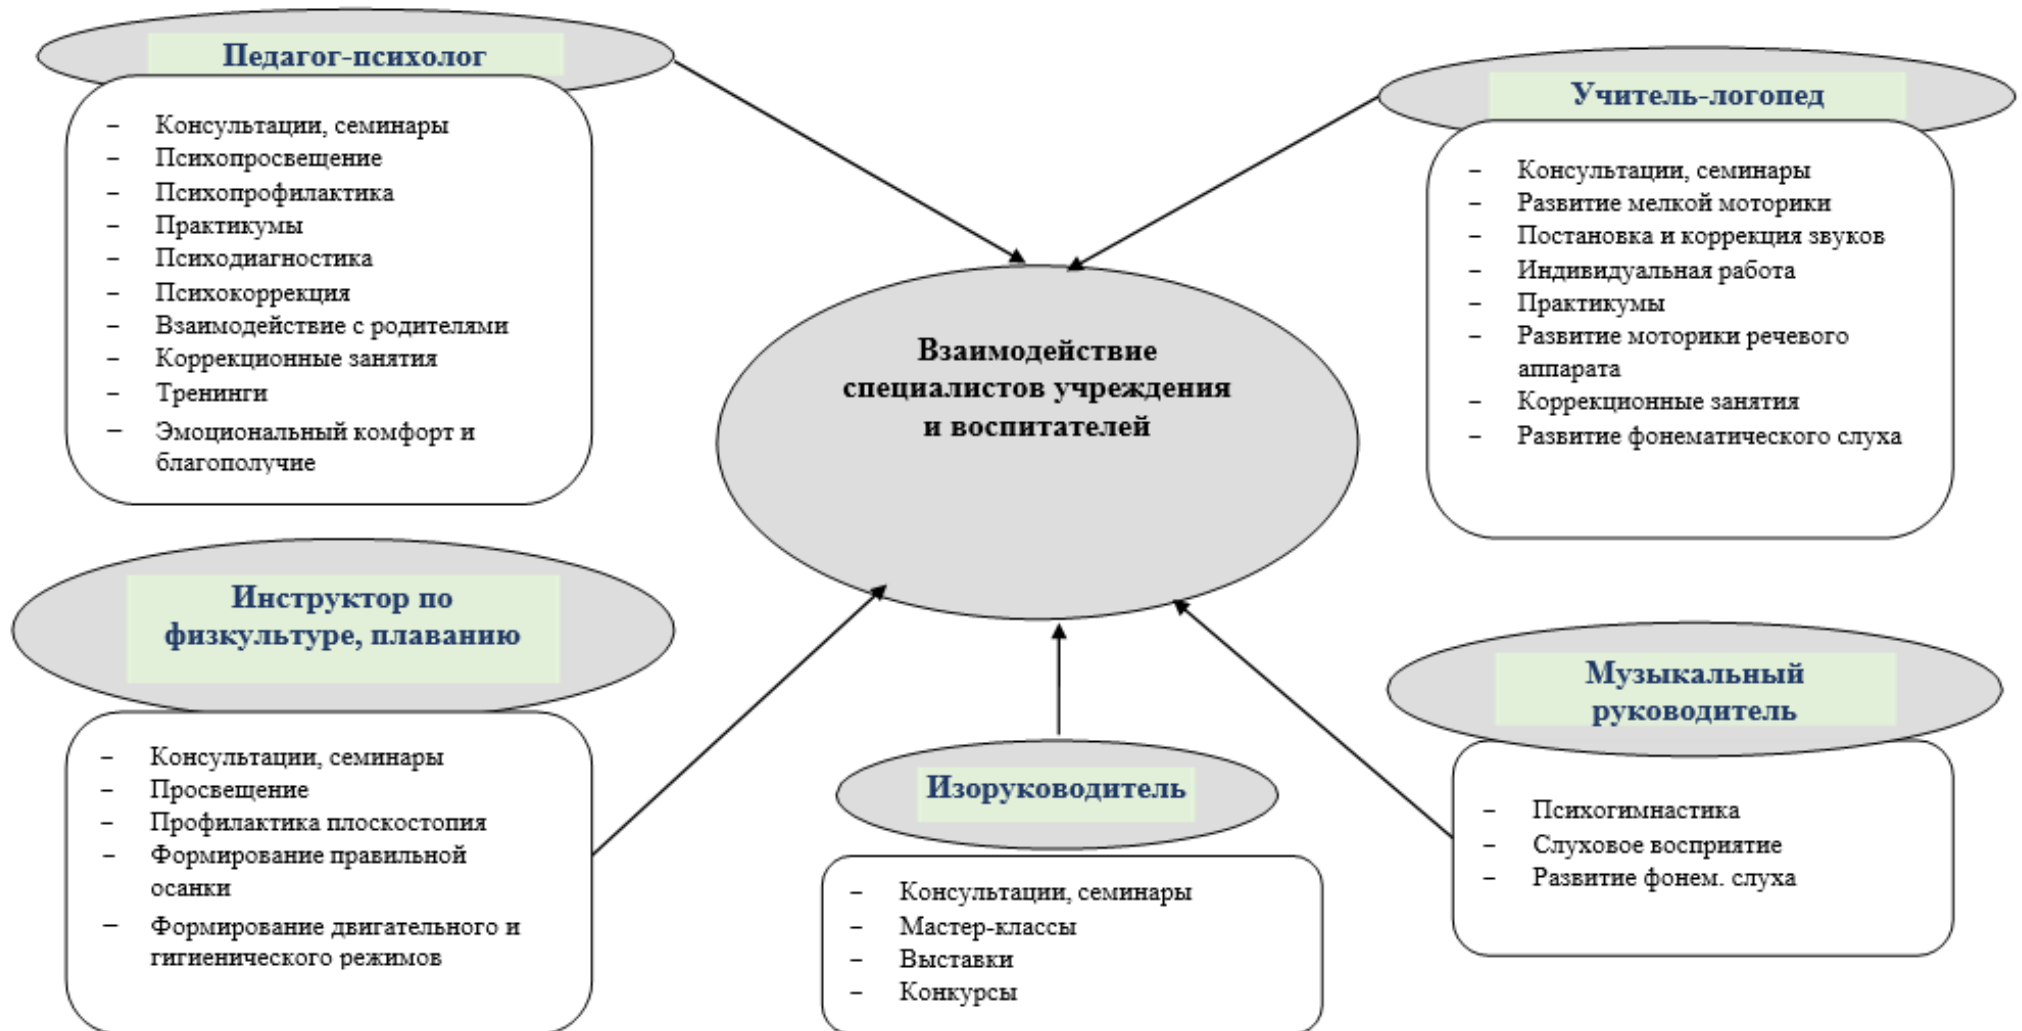 Педагог-психолог
– Консультации, семинары
– Психопросвещение
– Психопрофилактика
– Практикумы
– Психодиагностика
– Психокоррекция
– Взаимодействие с родителями
– Коррекционные занятия
– Тренинги
– Эмоциональный комфорт и
благополучие
Учитель-логопед
– Консультации, семинары
– Развитие мелкой моторики
– Постановка и коррекция звуков
– Индивидуальная работа
– Практикумы
– Развитие моторики речевого
аппарата
– Коррекционные занятия
– Развитие фонематического слуха
Взаимодействие
специалистов учреждения
и воспитателей
Инструктор по
физкультуре, плаванию
– Консультации, семинары
– Просвещение
– Профилактика плоскостопия
– Формирование правильной
осанки
– Формирование двигательного и
гигиенического режимов
Изоруководитель
– Консультации, семинары
– Мастер-классы
– Выставки
– Конкурсы
Музыкальный
руководитель
– Психогимнастика
– Слуховое восприятие
– Развитие фонем. слуха